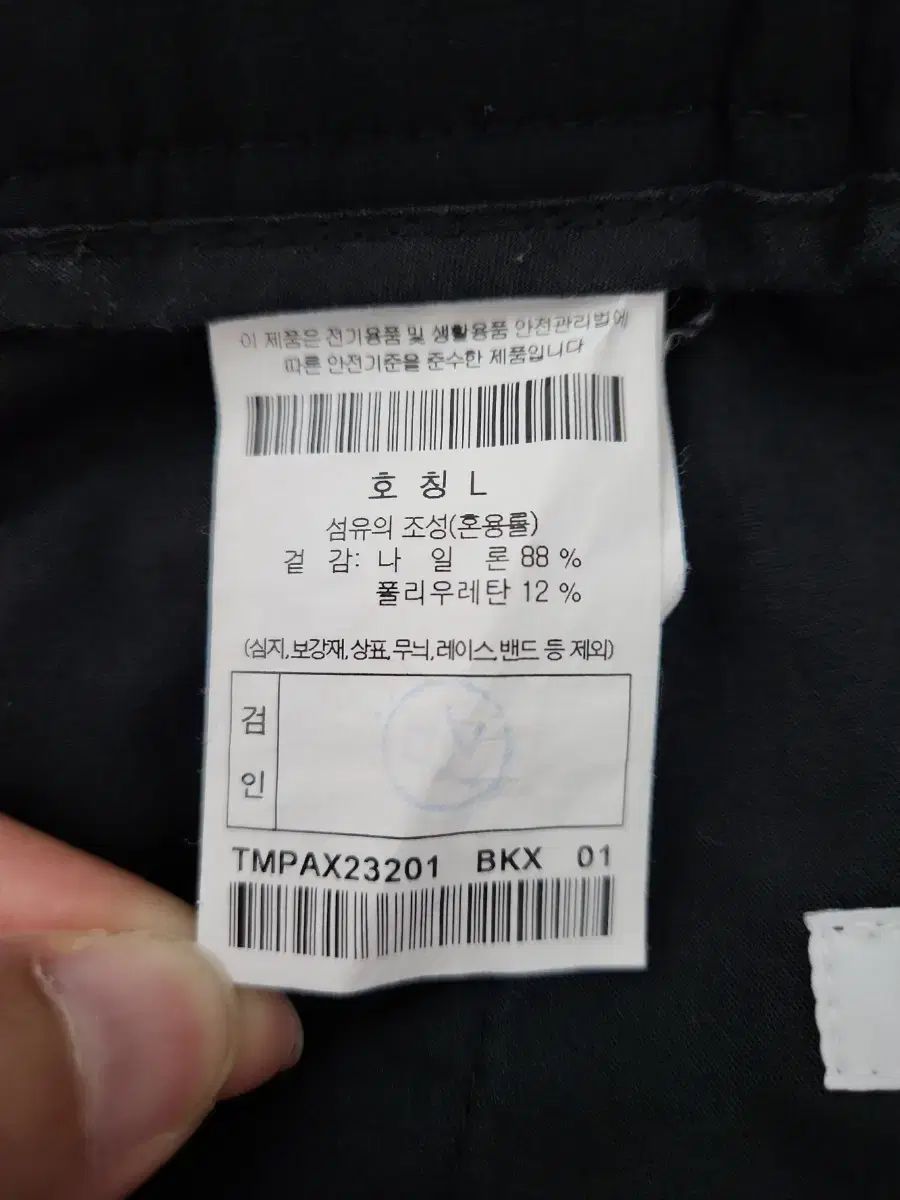 이 제품은 전기용품 및 생활용품 안전관리법에
따른 안전기준을 준수한 제품입니다
호 칭 L
섬유의 조성(혼용률)
겉 감: 나 일 론 88 %
폴리우레탄 12 %
(심지,보강재,상표,무늬,레이스,밴드 등 제외)
검
인
TMPAX23201 BKX 01